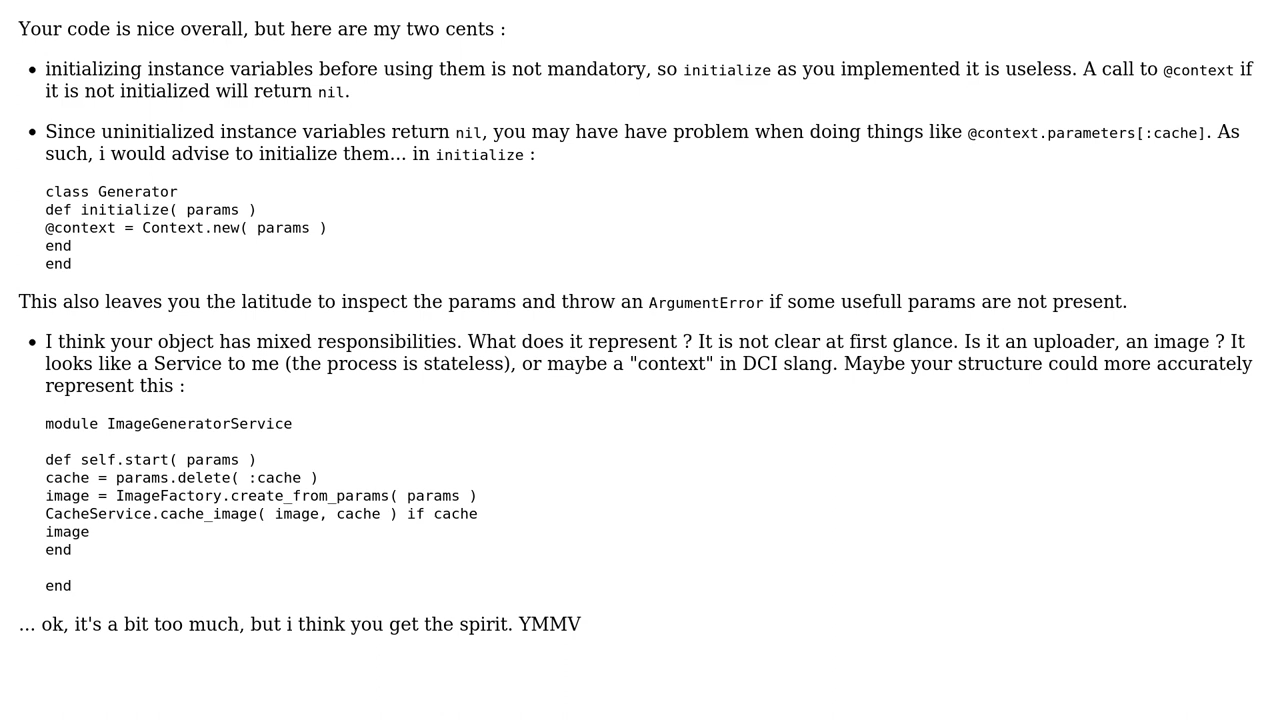 Your code is nice overall, but here are my two cents :
• initializing instance variables before using them is not mandatory, so initialize as you implemented it is useless. A call to @context if
it is not initialized will return nil.
• Since uninitialized instance variables return nil, you may have have problem when doing things like @context.parameters[:cache]. As
such, i would advise to initialize them... in initialize :
class Generator
def initialize( params )
@context = Context.new( params )
end
end
This also leaves you the latitude to inspect the params and throw an ArgumentError if some usefull params are not present.
• I think your object has mixed responsibilities. What does it represent ? It is not clear at first glance. Is it an uploader, an image ? It
looks like a Service to me (the process is stateless), or maybe a "context" in DCI slang. Maybe your structure could more accurately
represent this :
module ImageGeneratorService
def self.start( params )
cache = params.delete( :cache )
image = ImageFactory.create_from_params( params )
CacheService.cache_image( image, cache ) if cache
image
end
end
... ok, it's a bit too much, but i think you get the spirit. YMMV